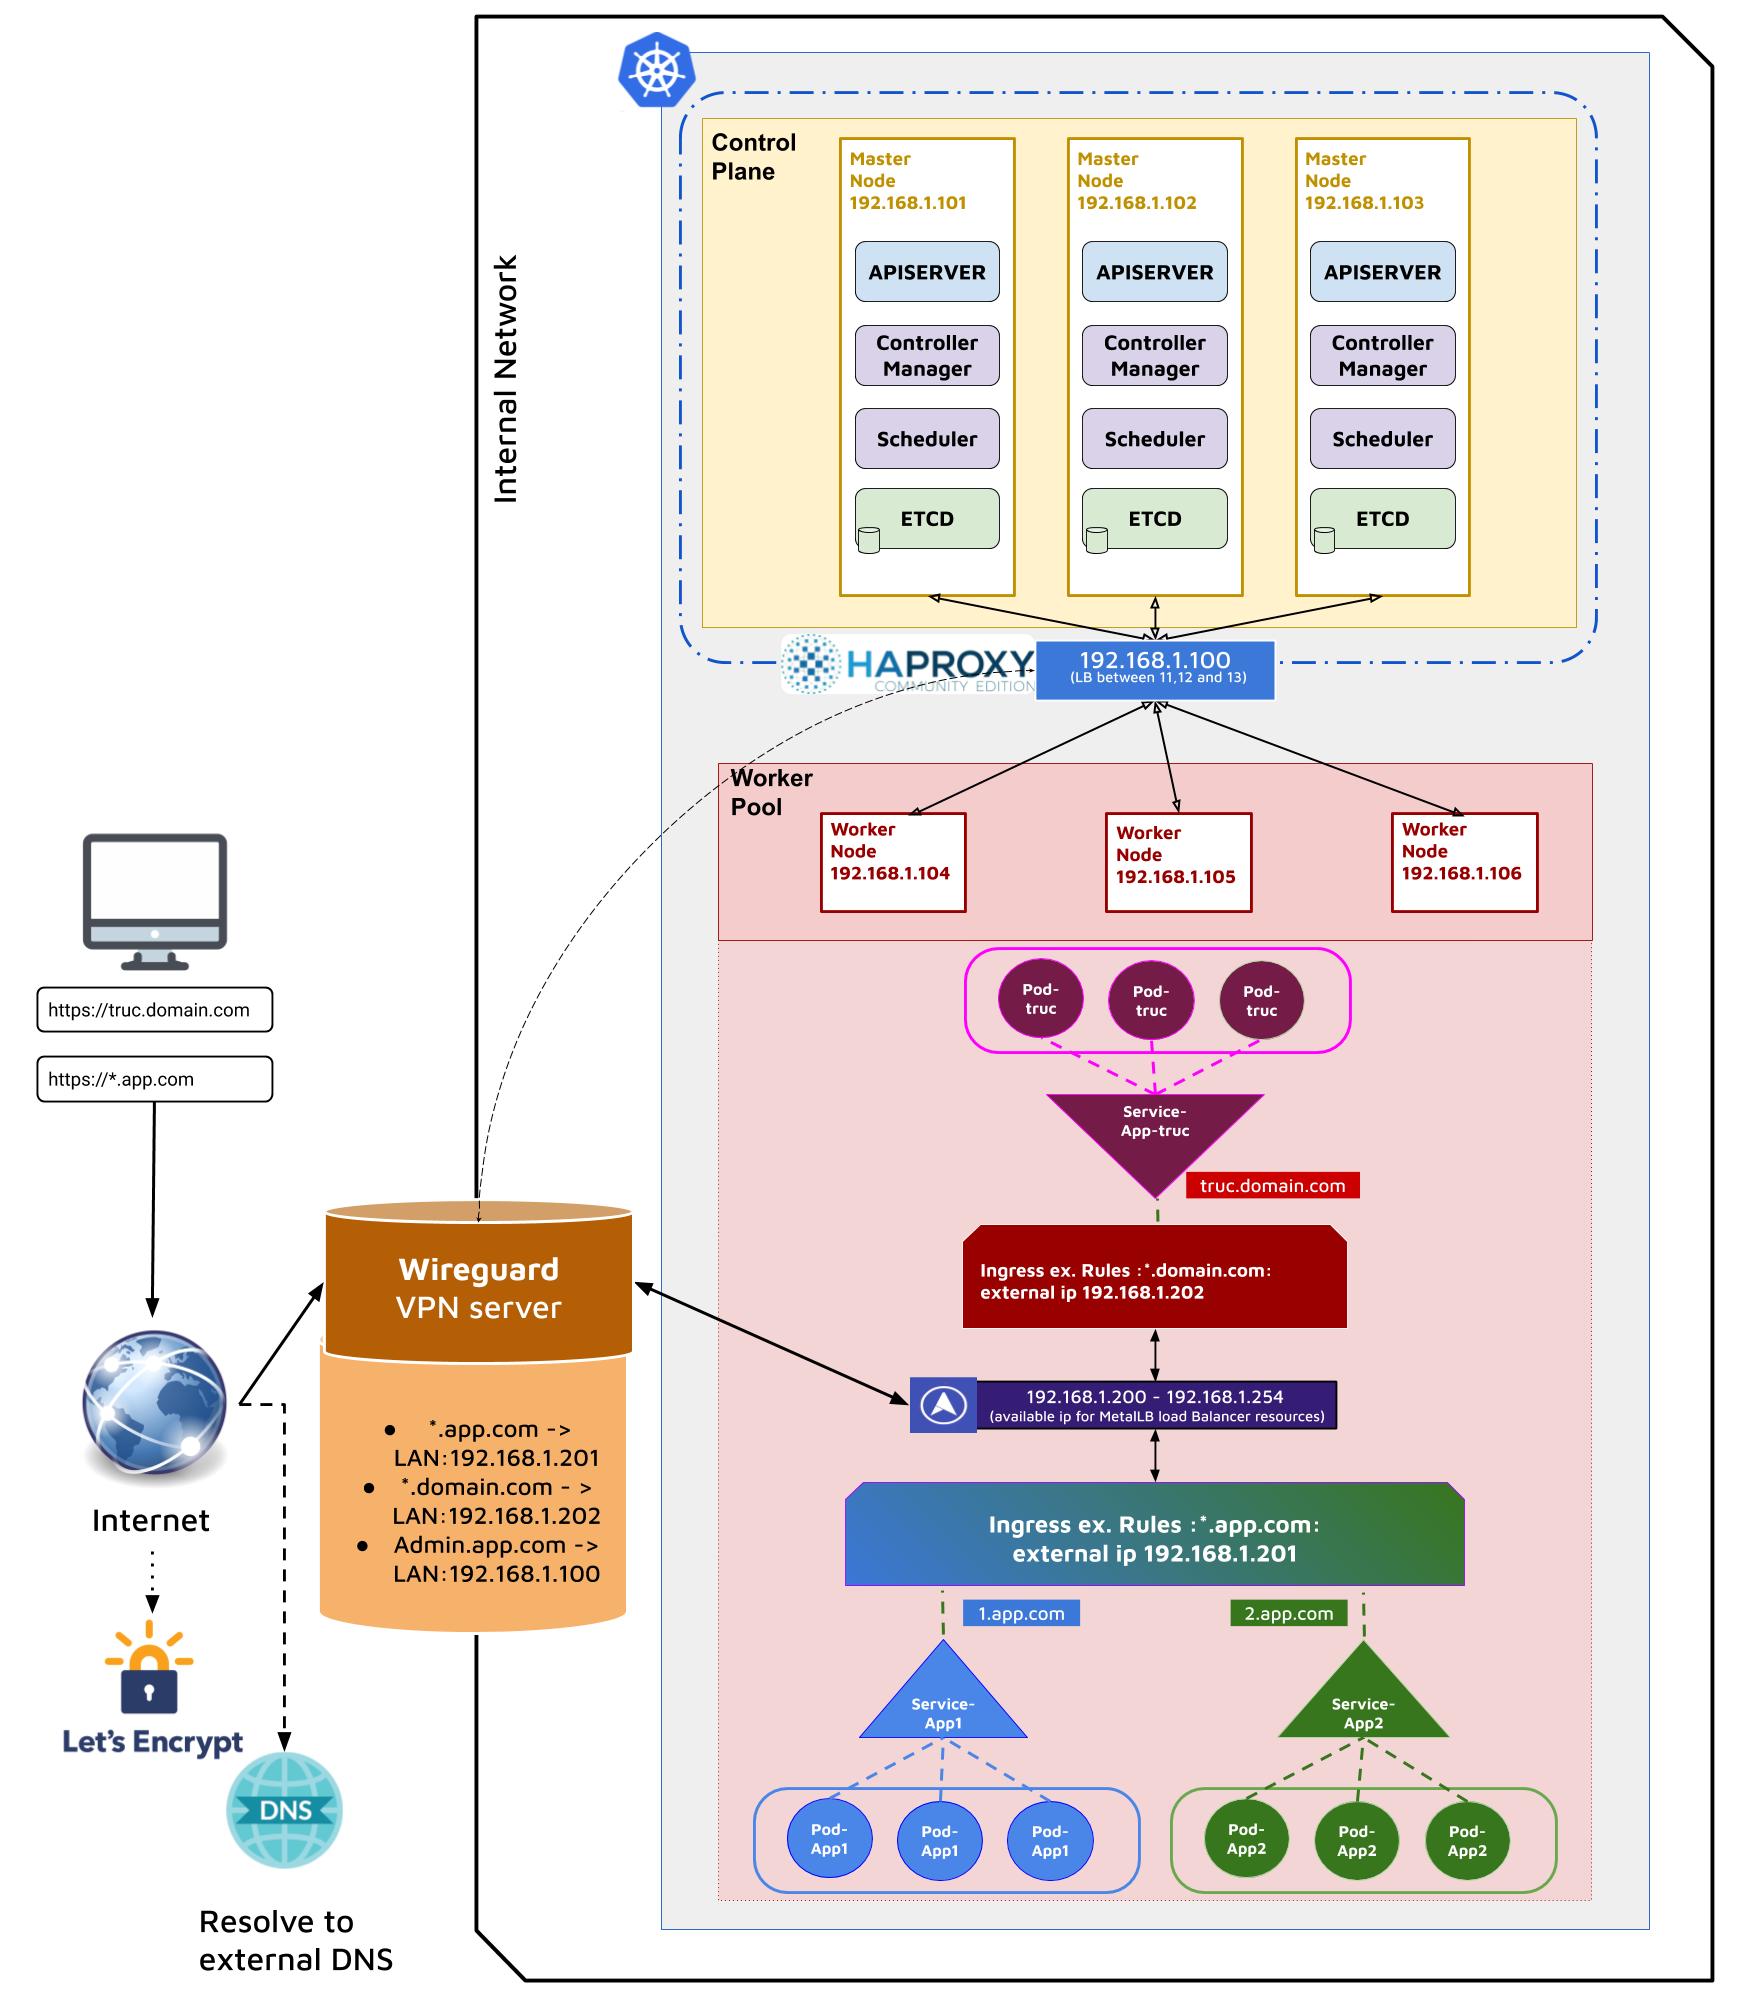 Internal Network
Control
Plane
Master
Node
192.168.1.101
APISERVER
Controller
Manager
Scheduler
ETCD
Master
Node
192.168.1.102
APISERVER
Controller
Manager
Scheduler
ETCD
Master
Node
192.168.1.103
APISERVER
Controller
Manager
Scheduler
ETCD
HAPROXY
COMMUNITY EDITION
192.168.1.100
(LB between 11,12 and 13)
Worker
Pool
Worker
Node
192.168.1.104
Worker
Node
192.168.1.105
Worker
Node
192.168.1.106
https://truc.domain.com
https://*.app.com
Pod-
truc
Pod-
truc
Pod-
truc
Service-
App-truc
truc.domain.com
Ingress ex. Rules :*.domain.com:
external ip 192.168.1.202
Wireguard
VPN server
192.168.1.200 - 192.168.1.254
(available ip for MetalLB load Balancer resources)
● *.app.com ->
LAN:192.168.1.201
● *.domain.com - >
LAN:192.168.1.202
● Admin.app.com ->
LAN:192.168.1.100
Internet
Let's Encrypt
DNS
Resolve to
external DNS
Ingress ex. Rules :*.app.com:
external ip 192.168.1.201
1.app.com
2.app.com
Service-
App1
Service-
App2
Pod-
App1
Pod-
App1
Pod-
App1
Pod-
App2
Pod-
App2
Pod-
App2